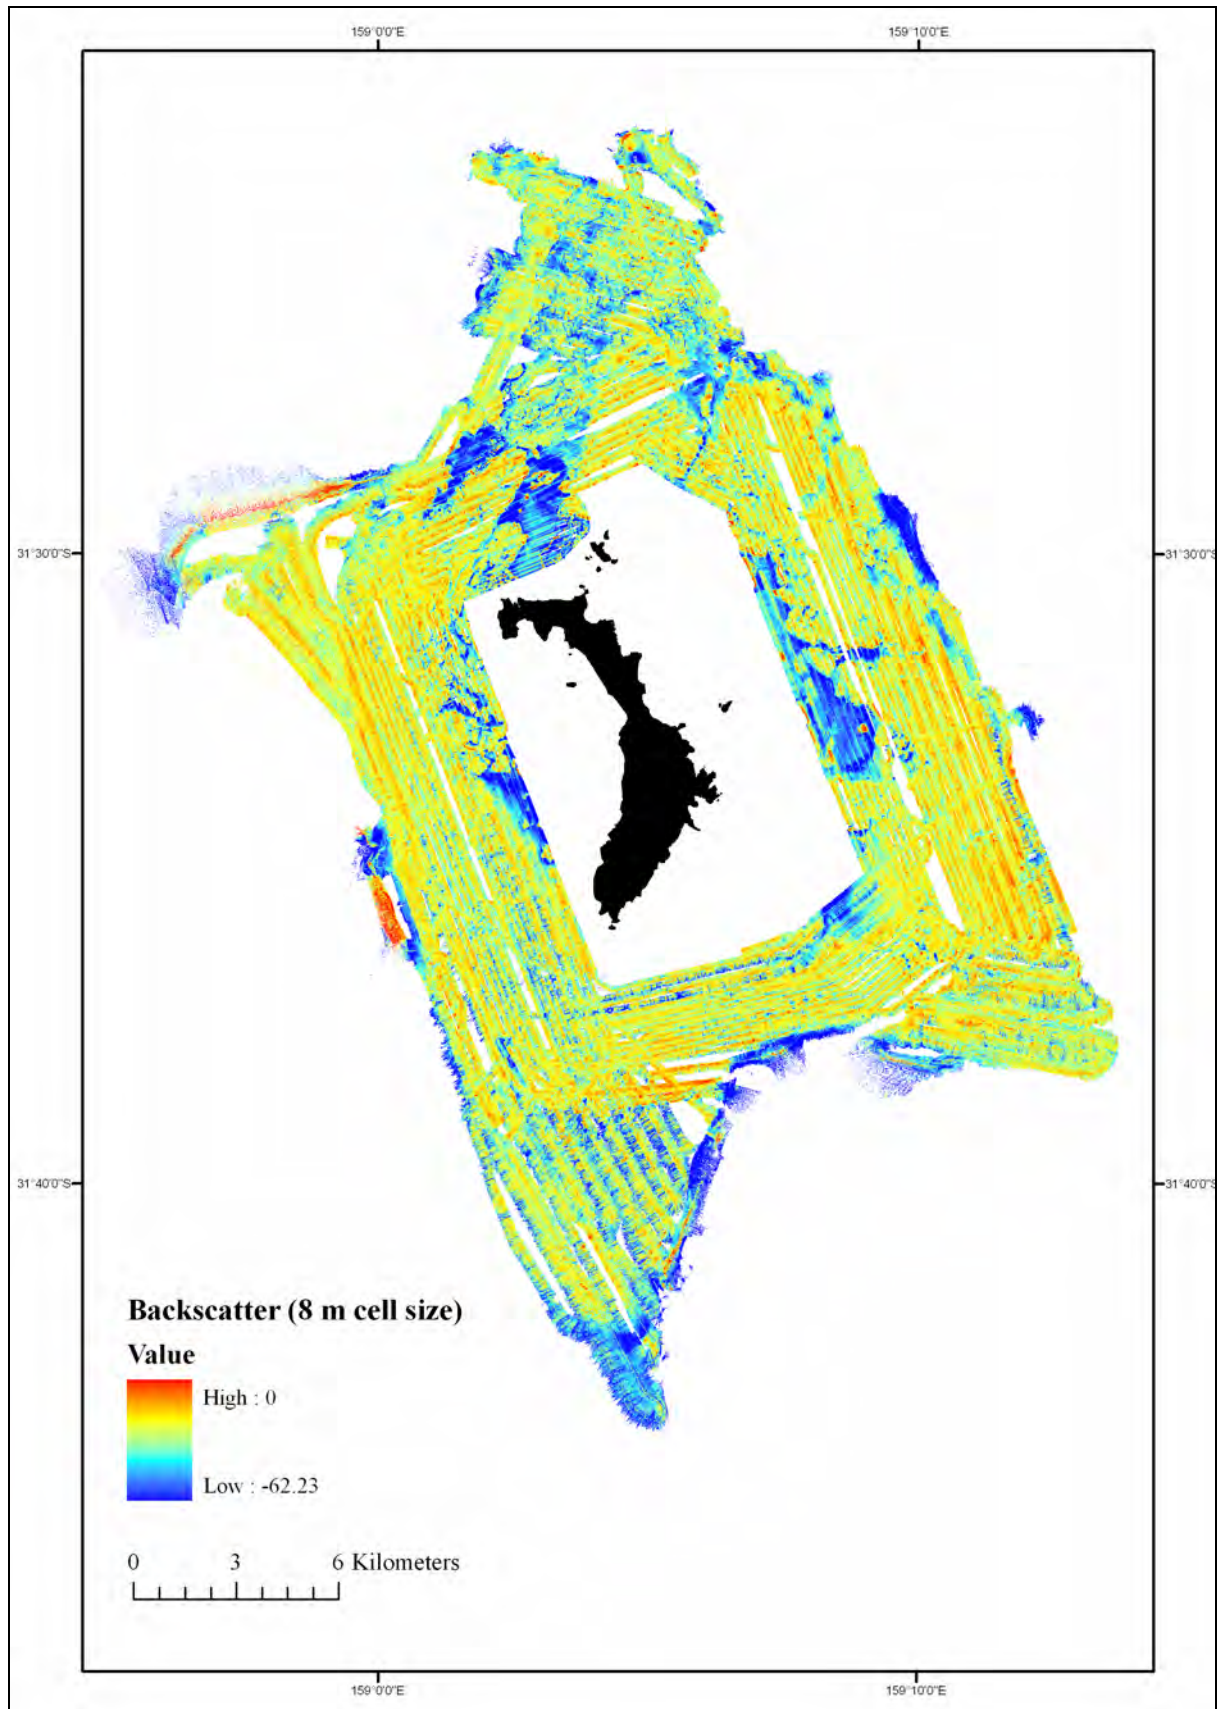 159°0'0"E 159°10'0"E
31°30'0"S 31°30'0"S
31°40'0"S 31°40'0"S
Backscatter (8 m cell size)
Value
High : 0
Low : -62.23
0 3 6 Kilometers
159°0'0"E 159°10'0"E